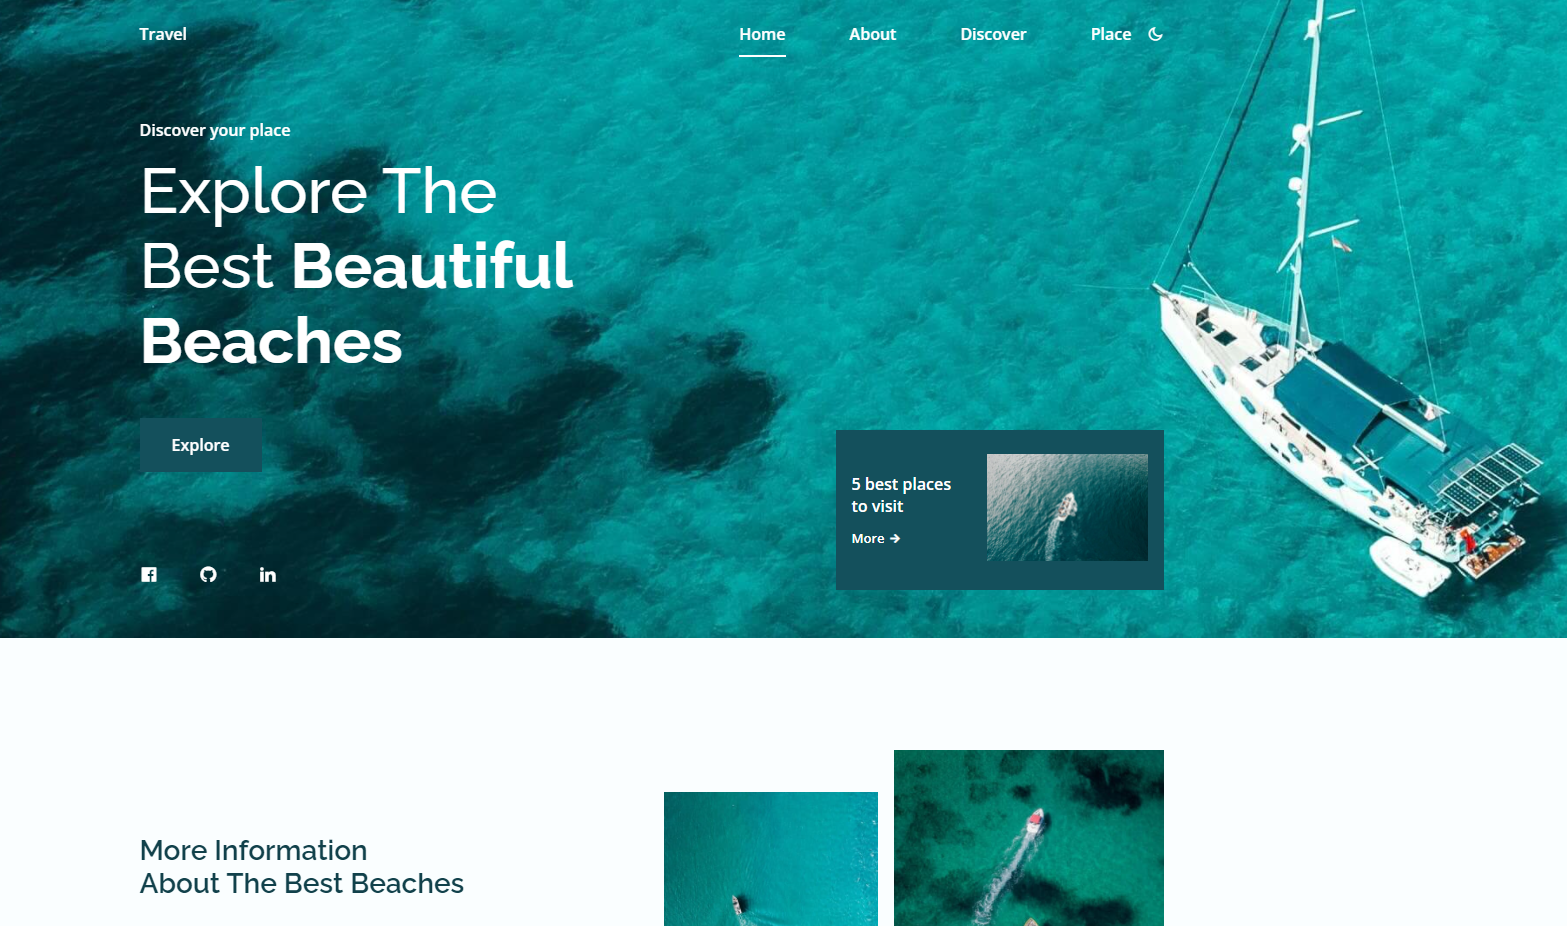 Travel
Home About Discover Place
Discover your place
Explore The
Best Beautiful
Beaches
Explore
5 best places
to visit
More →
More Information
About The Best Beaches